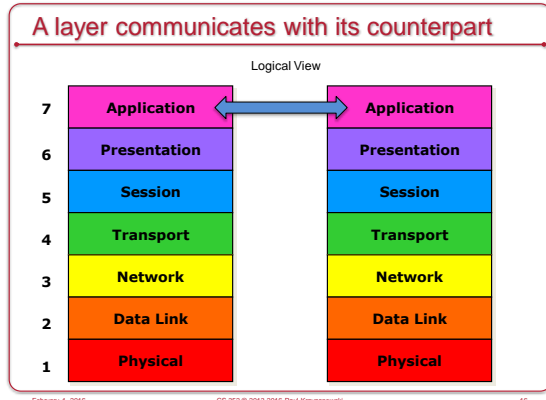 A layer communicates with its counterpart
Logical View
7 Application Application
6 Presentation Presentation
5 Session Session
4 Transport Transport
3 Network Network
2 Data Link Data Link
1 Physical Physical